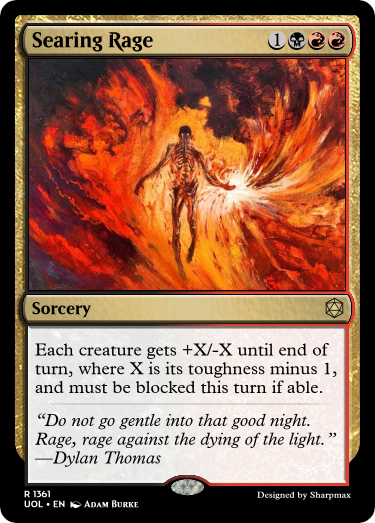 Searing Rage
1
Sorcery
Each creature gets +X/-X until end of
turn, where X is its toughness minus 1,
and must be blocked this turn if able.
“Do not go gentle into that good night.
Rage, rage against the dying of the light.”
—Dylan Thomas
R 1361
UOL • EN Adam Burke
Designed by Sharpmax